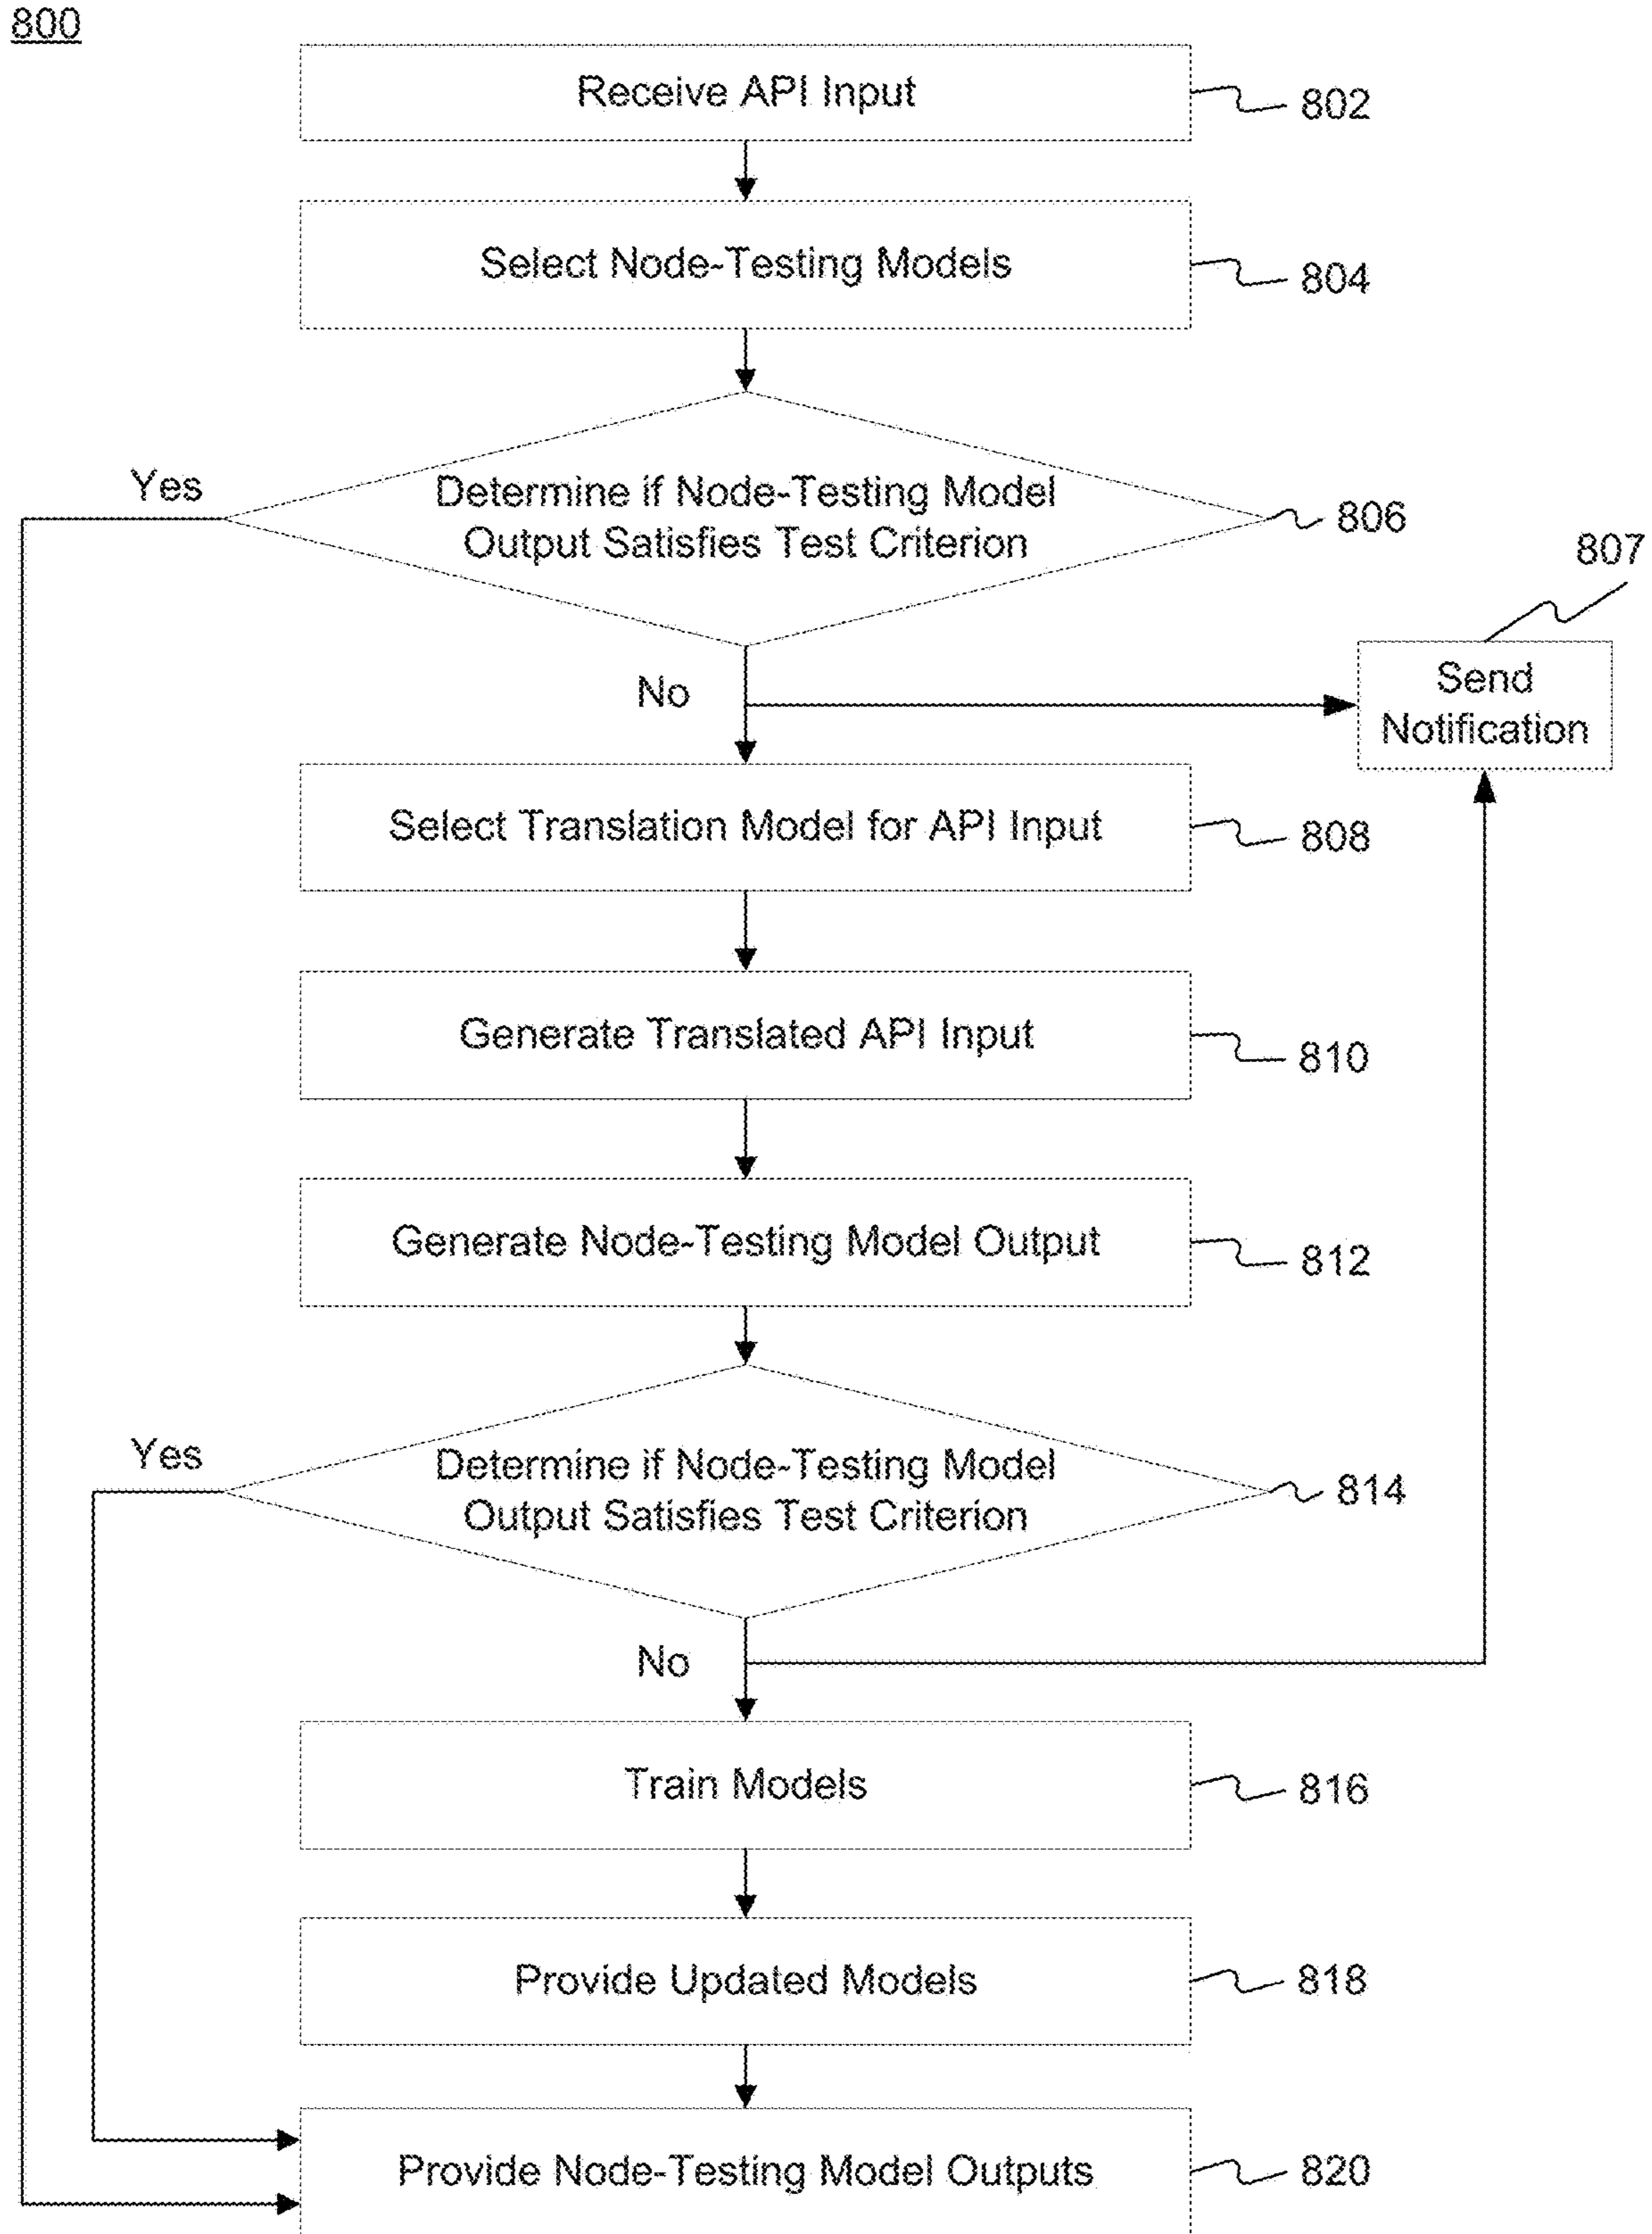 800
Receive API Input
802
Select Node-Testing Models
804
Yes
Determine if Node-Testing Model
Output Satisfies Test Criterion
806
807
No
Send
Notification
Select Translation Model for API Input
808
Generate Translated API Input
810
Generate Node-Testing Model Output
812
Yes
Determine if Node-Testing Model
Output Satisfies Test Criterion
814
No
Train Models
816
Provide Updated Models
818
Provide Node-Testing Model Outputs
820